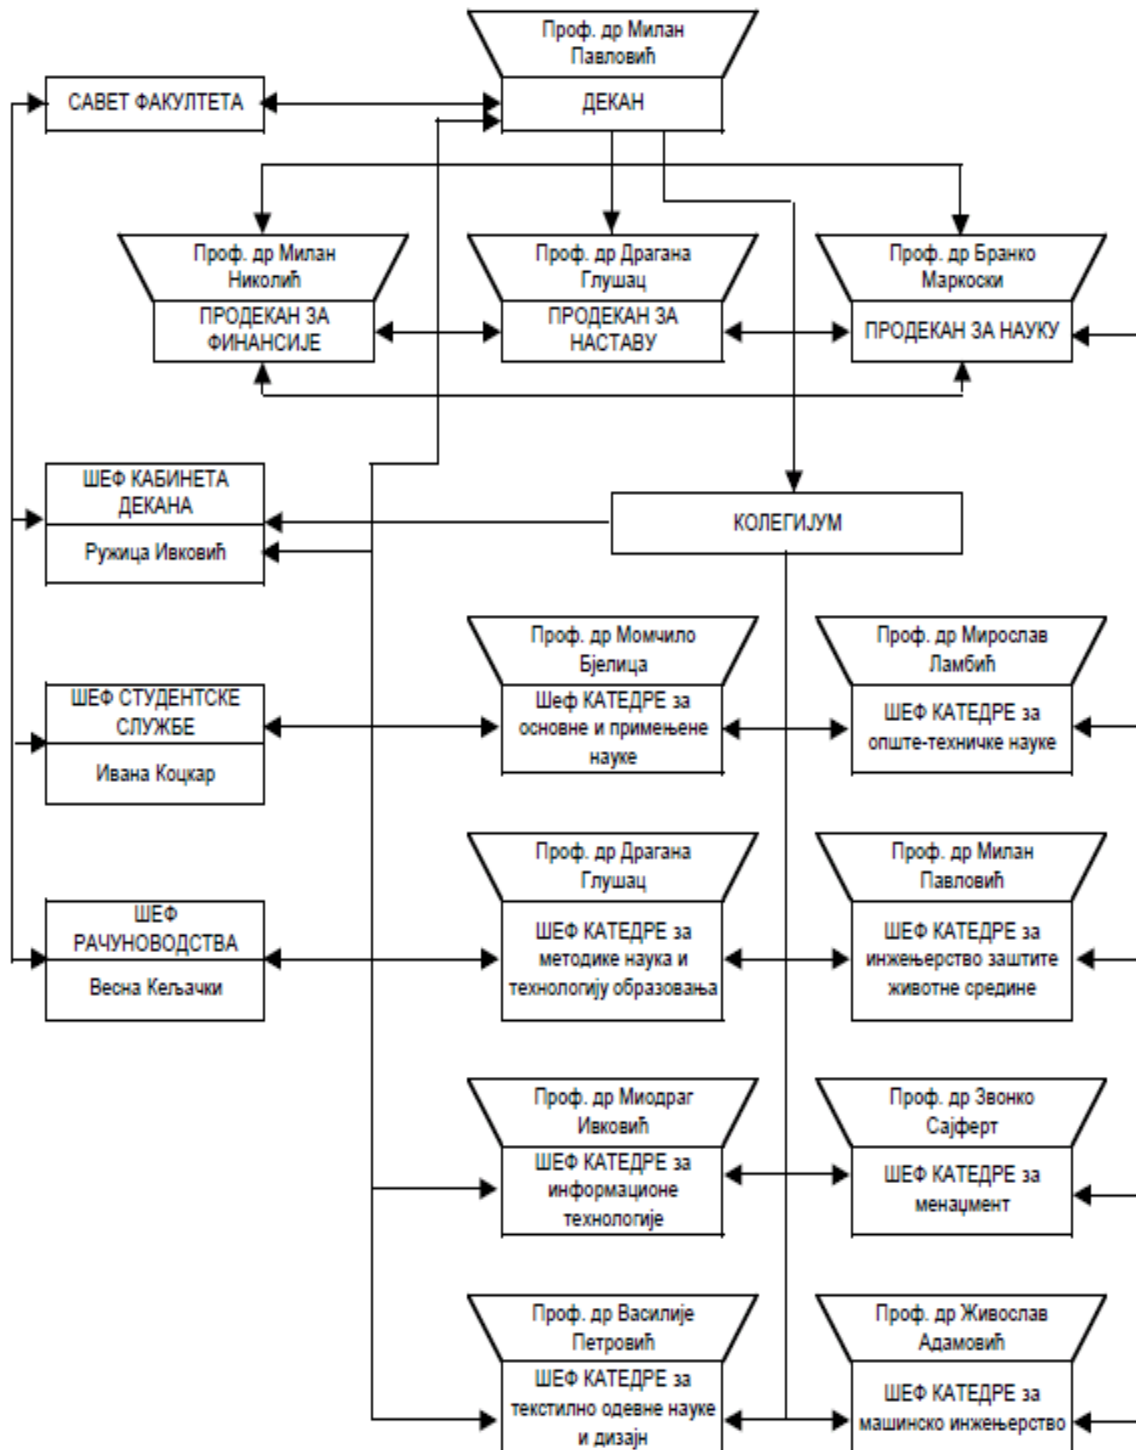 Проф. др Милан
Павловић
САВЕТ ФАКУЛТЕТА
ДЕКАН
Проф. др Милан
Николић
ПРОДЕКАН ЗА
ФИНАНСИЈЕ
Проф. др Драгана
Глушац
ПРОДЕКАН ЗА
НАСТАВУ
Проф. др Бранко
Маркоски
ПРОДЕКАН ЗА НАУКУ
ШЕФ КАБИНЕТА
ДЕКАНА
Ружица Ивковић
КОЛЕГИЈУМ
ШЕФ СТУДЕНТСКЕ
СЛУЖБЕ
Ивана Коцкар
Проф. др Момчило
Бјелица
Шеф КАТЕДРЕ за
основне и примењене
науке
Проф. др Мирослав
Ламбић
ШЕФ КАТЕДРЕ за
опште-техничке науке
ШЕФ
РАЧУНОВОДСТВА
Весна Кељачки
Проф. др Драгана
Глушац
ШЕФ КАТЕДРЕ за
методике наука и
технологију образовања
Проф. др Милан
Павловић
ШЕФ КАТЕДРЕ за
инжењерство заштите
животне средине
Проф. др Миодраг
Ивковић
ШЕФ КАТЕДРЕ за
информационе
технологије
Проф. др Звонко
Сајферт
ШЕФ КАТЕДРЕ за
менаџмент
Проф. др Василије
Петровић
ШЕФ КАТЕДРЕ за
текстилно одевне науке
и дизајн
Проф. др Живослав
Адамовић
ШЕФ КАТЕДРЕ за
машинско инжењерство